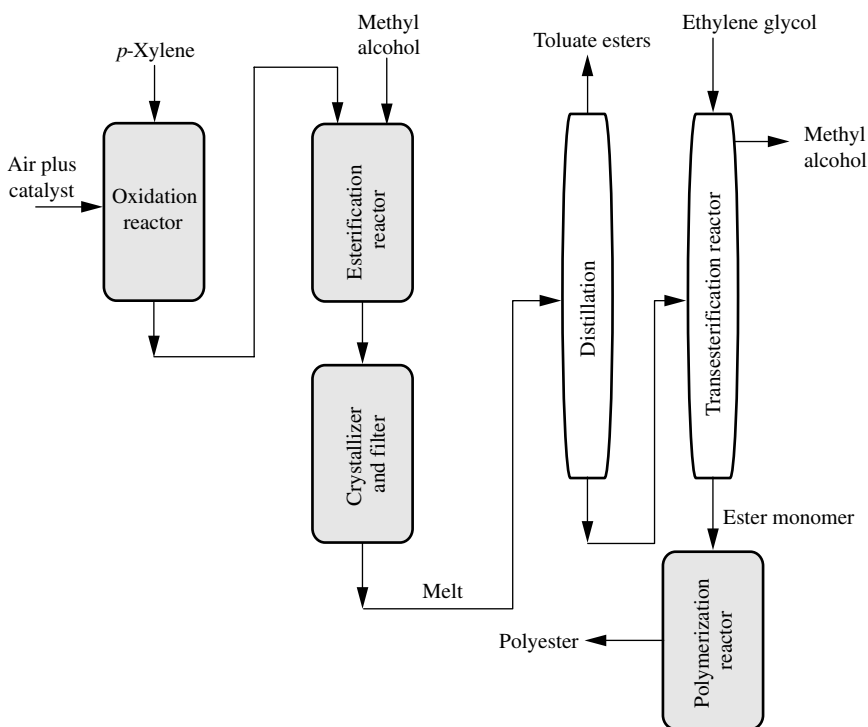 p-Xylene
Methyl
alcohol
Toluate esters
Ethylene glycol
Air plus
catalyst
Oxidation
reactor
Esterification
reactor
Methyl
alcohol
Distillation
Transesterification reactor
Crystallizer
and filter
Melt
Ester monomer
Polyester
Polymerization
reactor